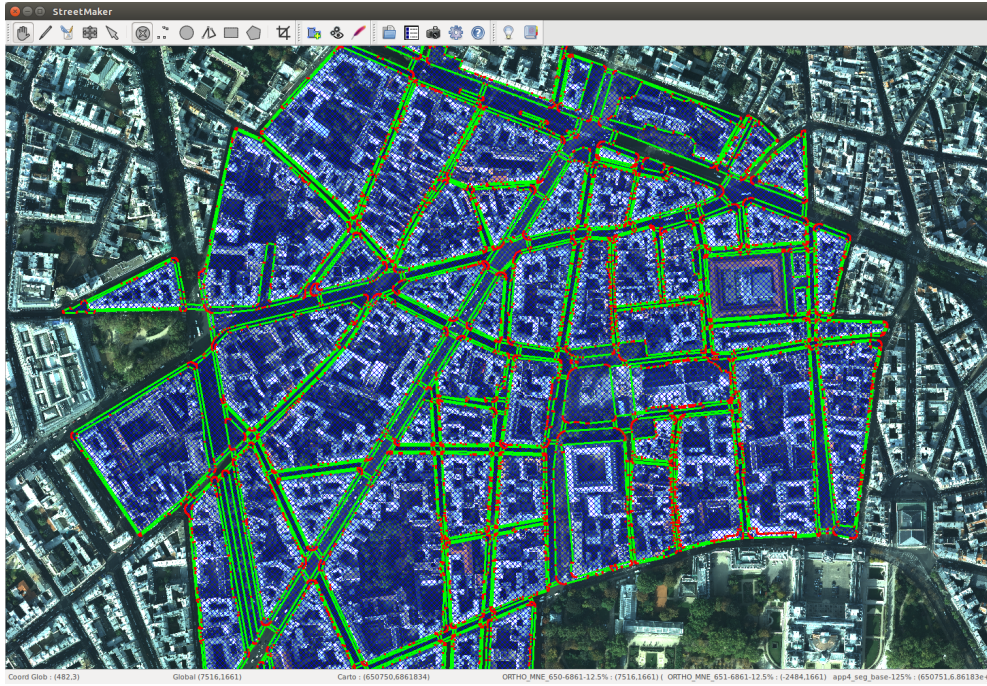 StreetMaker
Coord Glob : (482,3) Global (7516,1661) Carto : (650750,6861834) ORTHO_MNE_650-6861-12.5% : (7516,1661) ( ORTHO_MNE_651-6861-12.5% : (-2484,1661) app4_seg_base-125% : (650751,6.86183e+